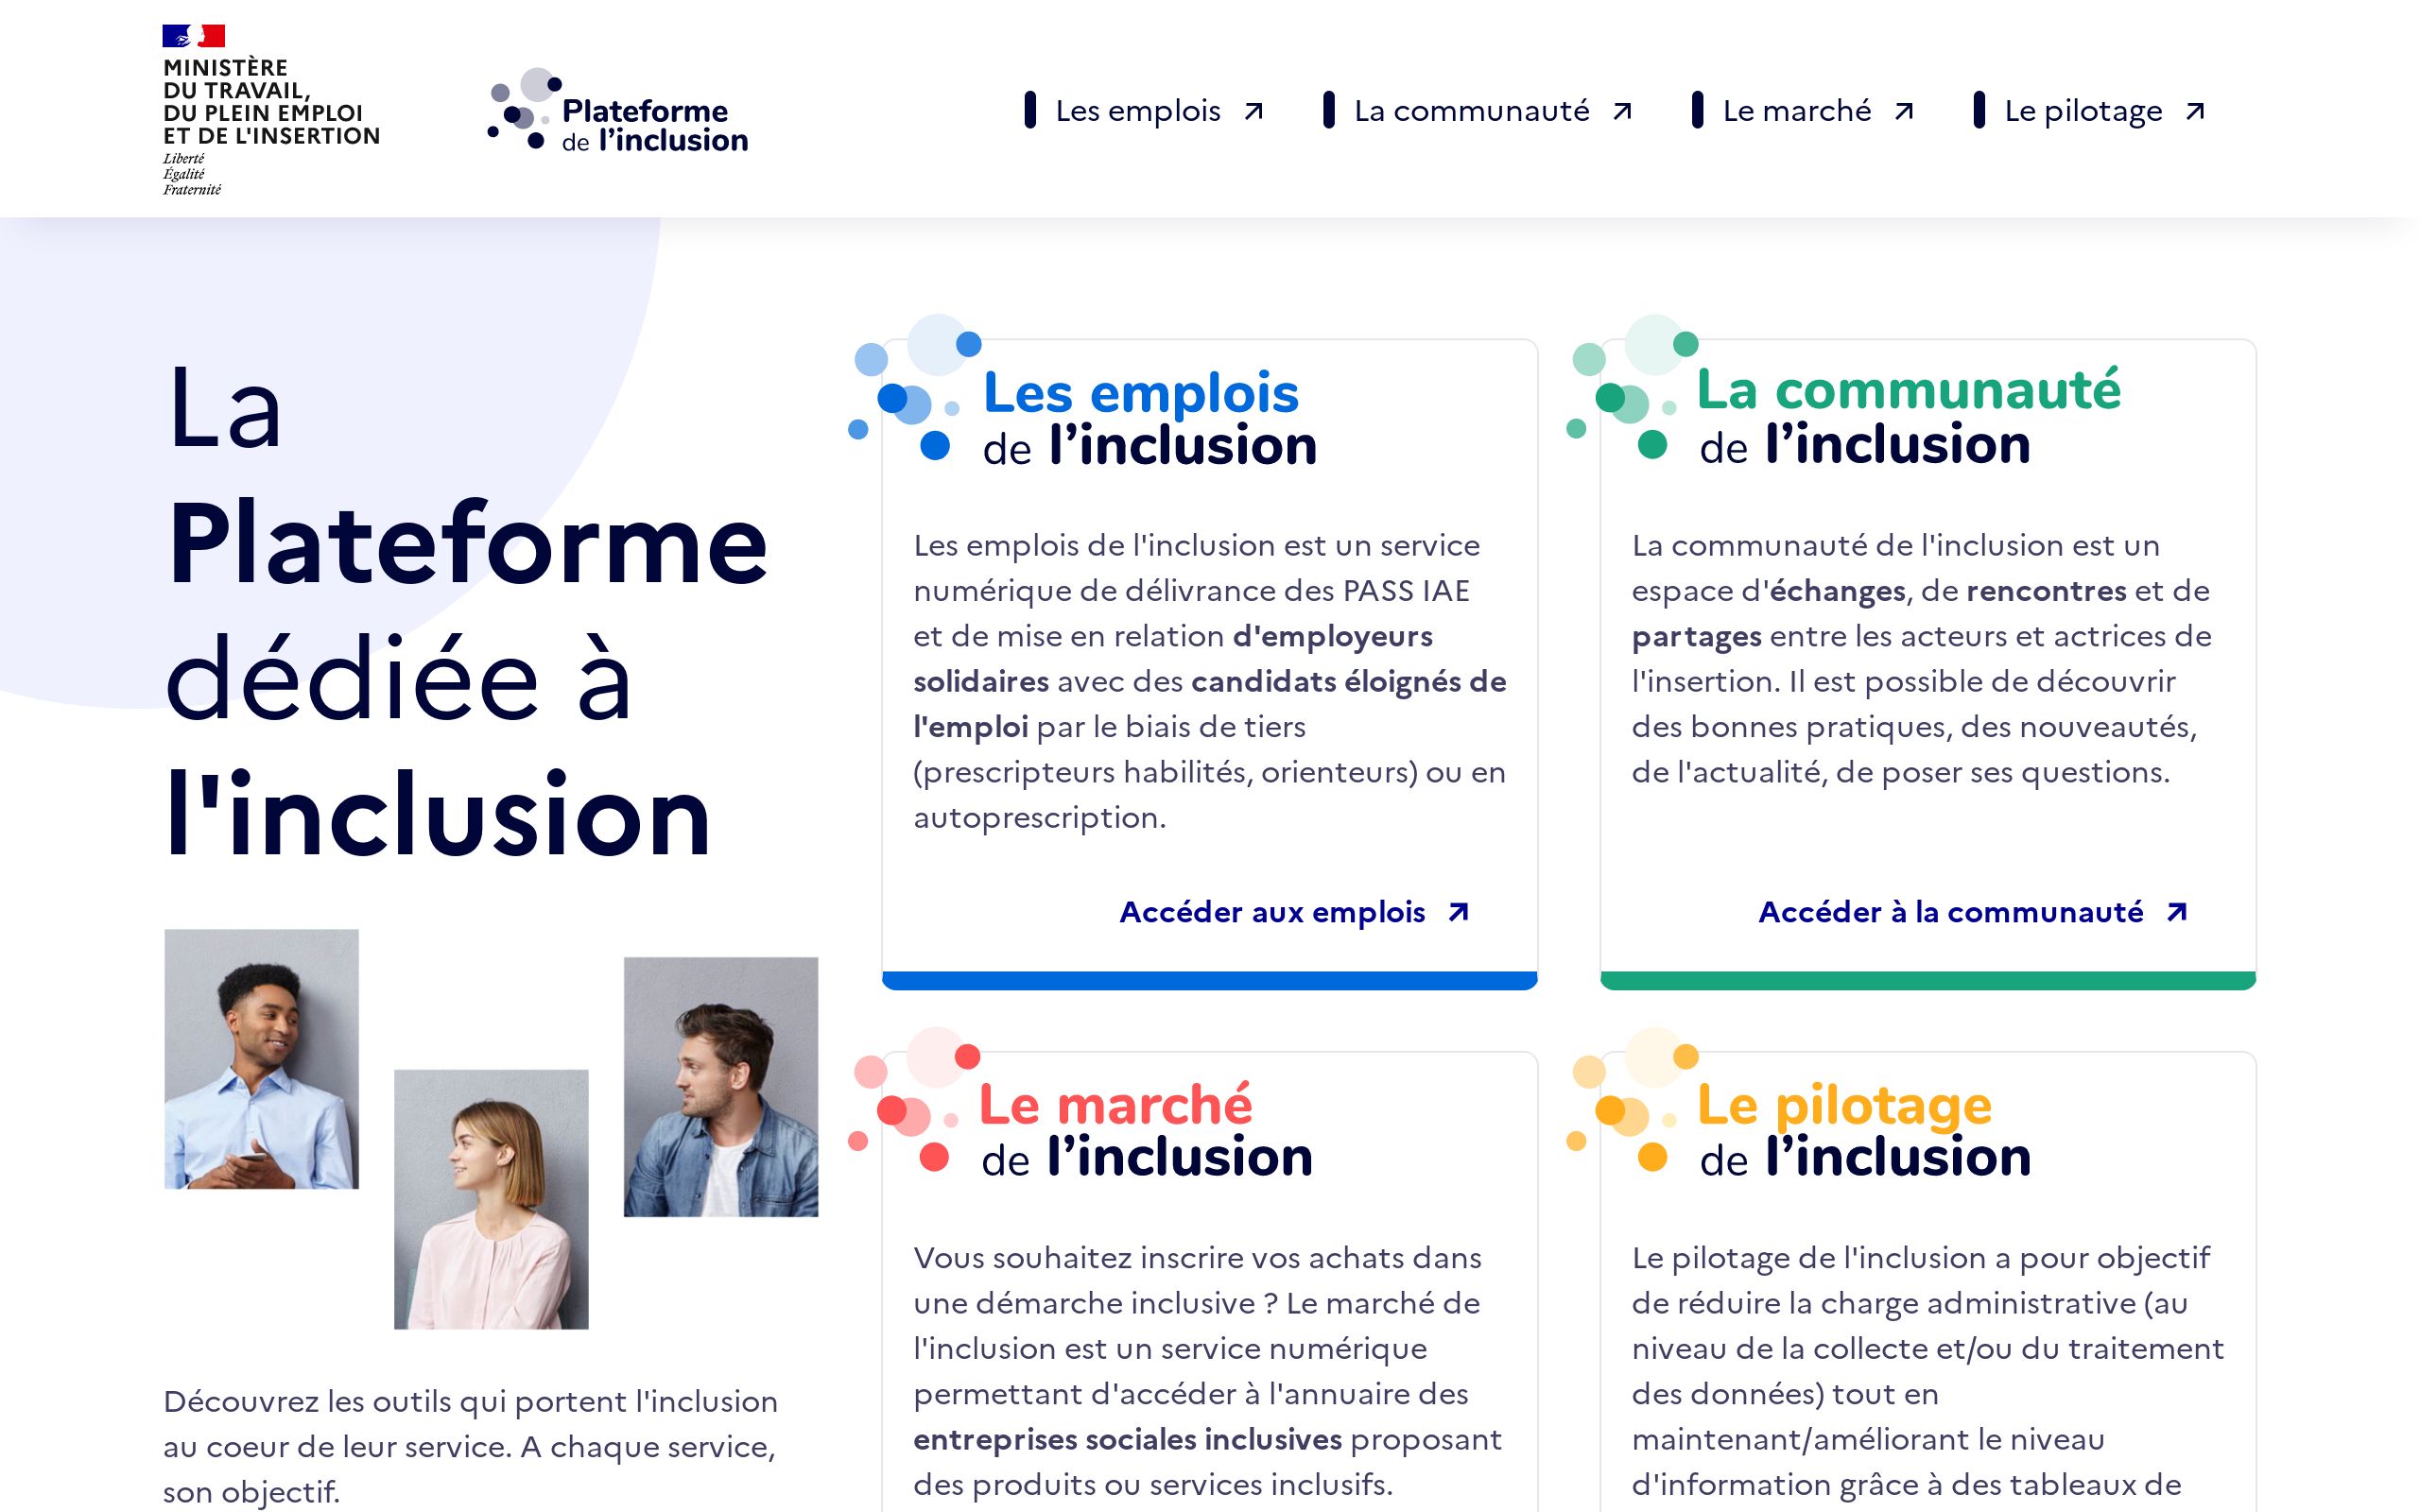 MINISTÈRE
DU TRAVAIL,
DU PLEIN EMPLOI
ET DE L'INSERTION
Liberté
Égalité
Fraternité
Plateforme
de l’inclusion
Les emplois
La communauté
Le marché
Le pilotage
La
Plateforme
dédiée à
l'inclusion
Découvrez les outils qui portent l'inclusion
au coeur de leur service. A chaque service,
son objectif.
Les emplois
de l’inclusion
Les emplois de l'inclusion est un service
numérique de délivrance des PASS IAE
et de mise en relation d'employeurs
solidaires avec des candidats éloignés de
l'emploi par le biais de tiers
(prescripteurs habilités, orienteurs) ou en
autoprescription.
Accéder aux emplois
La communauté
de l’inclusion
La communauté de l'inclusion est un
espace d'échanges, de rencontres et de
partages entre les acteurs et actrices de
l'insertion. Il est possible de découvrir
des bonnes pratiques, des nouveautés,
de l'actualité, de poser ses questions.
Accéder à la communauté
Le marché
de l’inclusion
Vous souhaitez inscrire vos achats dans
une démarche inclusive ? Le marché de
l'inclusion est un service numérique
permettant d'accéder à l'annuaire des
entreprises sociales inclusives proposant
des produits ou services inclusifs.
Le pilotage
de l’inclusion
Le pilotage de l'inclusion a pour objectif
de réduire la charge administrative (au
niveau de la collecte et/ou du traitement
des données) tout en
maintenant/améliorant le niveau
d'information grâce à des tableaux de